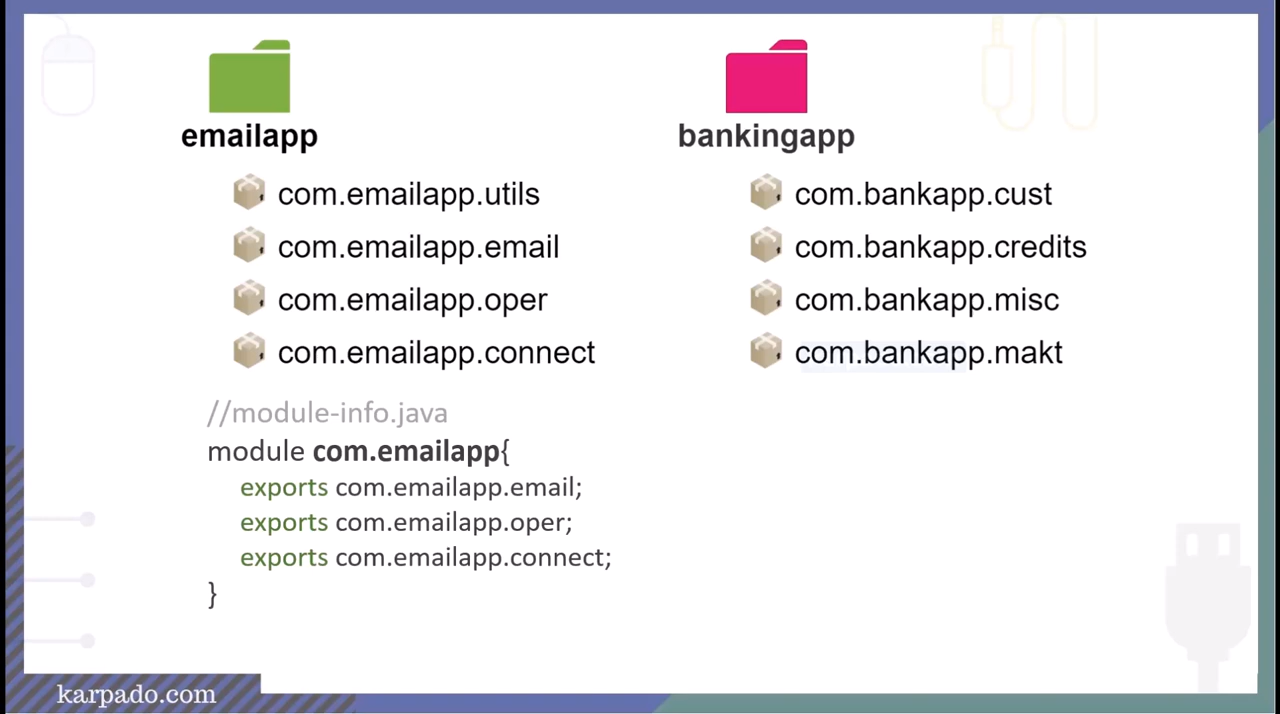 emailapp
com.emailapp.utils
com.emailapp.email
com.emailapp.oper
com.emailapp.connect
bankingapp
com.bankapp.cust
com.bankapp.credits
com.bankapp.misc
com.bankapp.makt
//module-info.java
module com.emailapp{
exports com.emailapp.email;
exports com.emailapp.oper;
exports com.emailapp.connect;
}
karpado.com